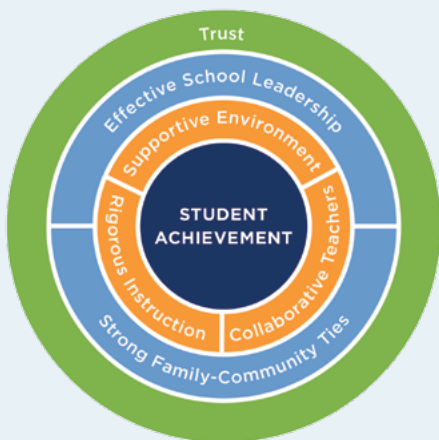 Trust
Effective School Leadership
Supportive Environment
STUDENT
ACHIEVEMENT
Rigorous Instruction
Collaborative Teachers
Strong Family-Community Ties